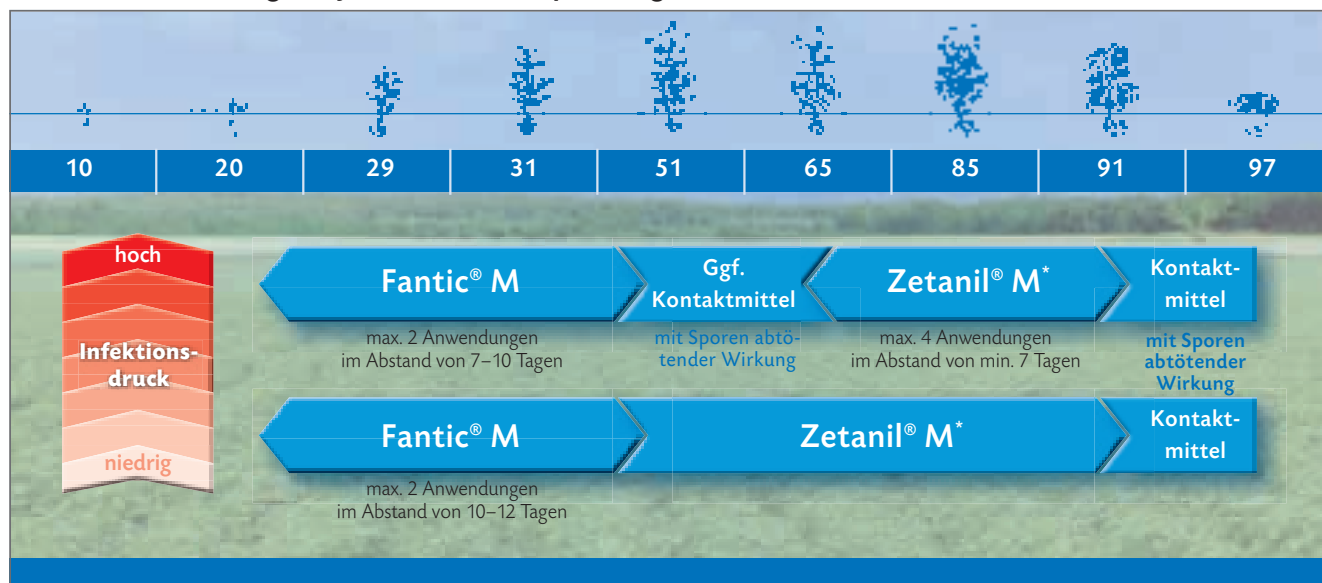 10 20 29 31 51 65 85 91 97
hoch
Infektions-
druck
niedrig
Fantic® M
max. 2 Anwendungen
im Abstand von 7–10 Tagen
Ggf.
Kontaktmittel
mit Sporen abtö-
tender Wirkung
Zetanil® M*
max. 4 Anwendungen
im Abstand von min. 7 Tagen
Kontakt-
mittel
mit Sporen
abtötender
Wirkung
Fantic® M
max. 2 Anwendungen
im Abstand von 10–12 Tagen
Zetanil® M*
Kontakt-
mittel